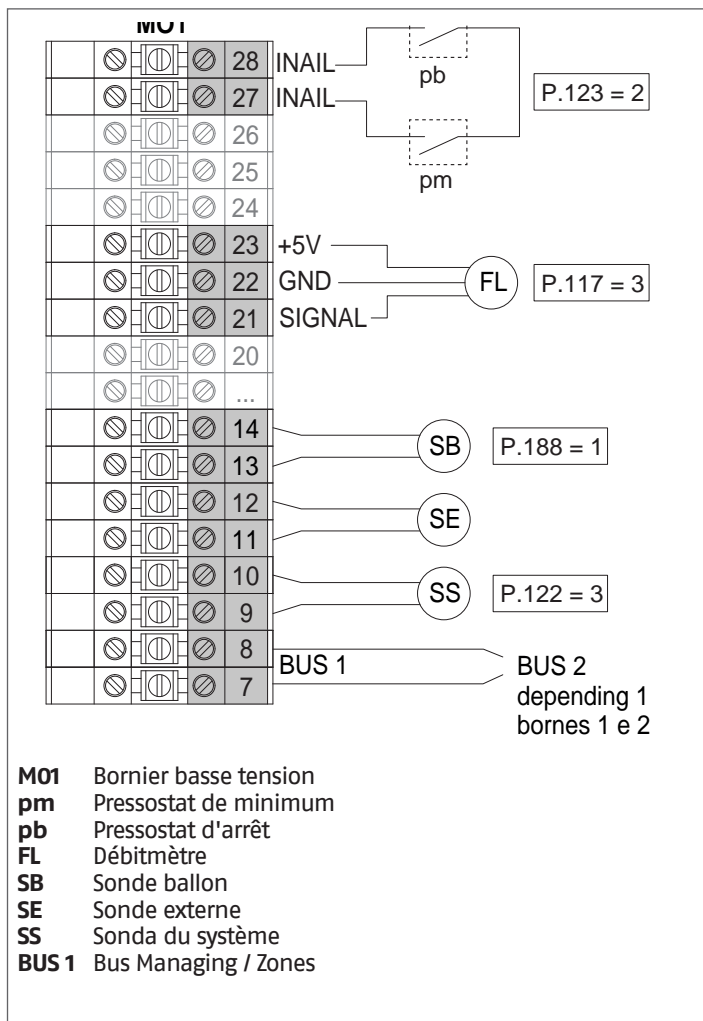 M01
28 INAIL
pb
P.123 = 2
27 INAIL
26
25
pm
24
23 +5V
22 GND
FL
P.117 = 3
21 SIGNAL
20
...
14
SB
P.188 = 1
13
12
SE
11
10
SS
P.122 = 3
9
8
BUS 1
BUS 2
7
depending 1
bornes 1 e 2
M01 Bornier basse tension
pm Pressostat de minimum
pb Pressostat d'arrêt
FL Débitmètre
SB Sonde ballon
SE Sonde externe
SS Sonda du système
BUS 1 Bus Managing / Zones